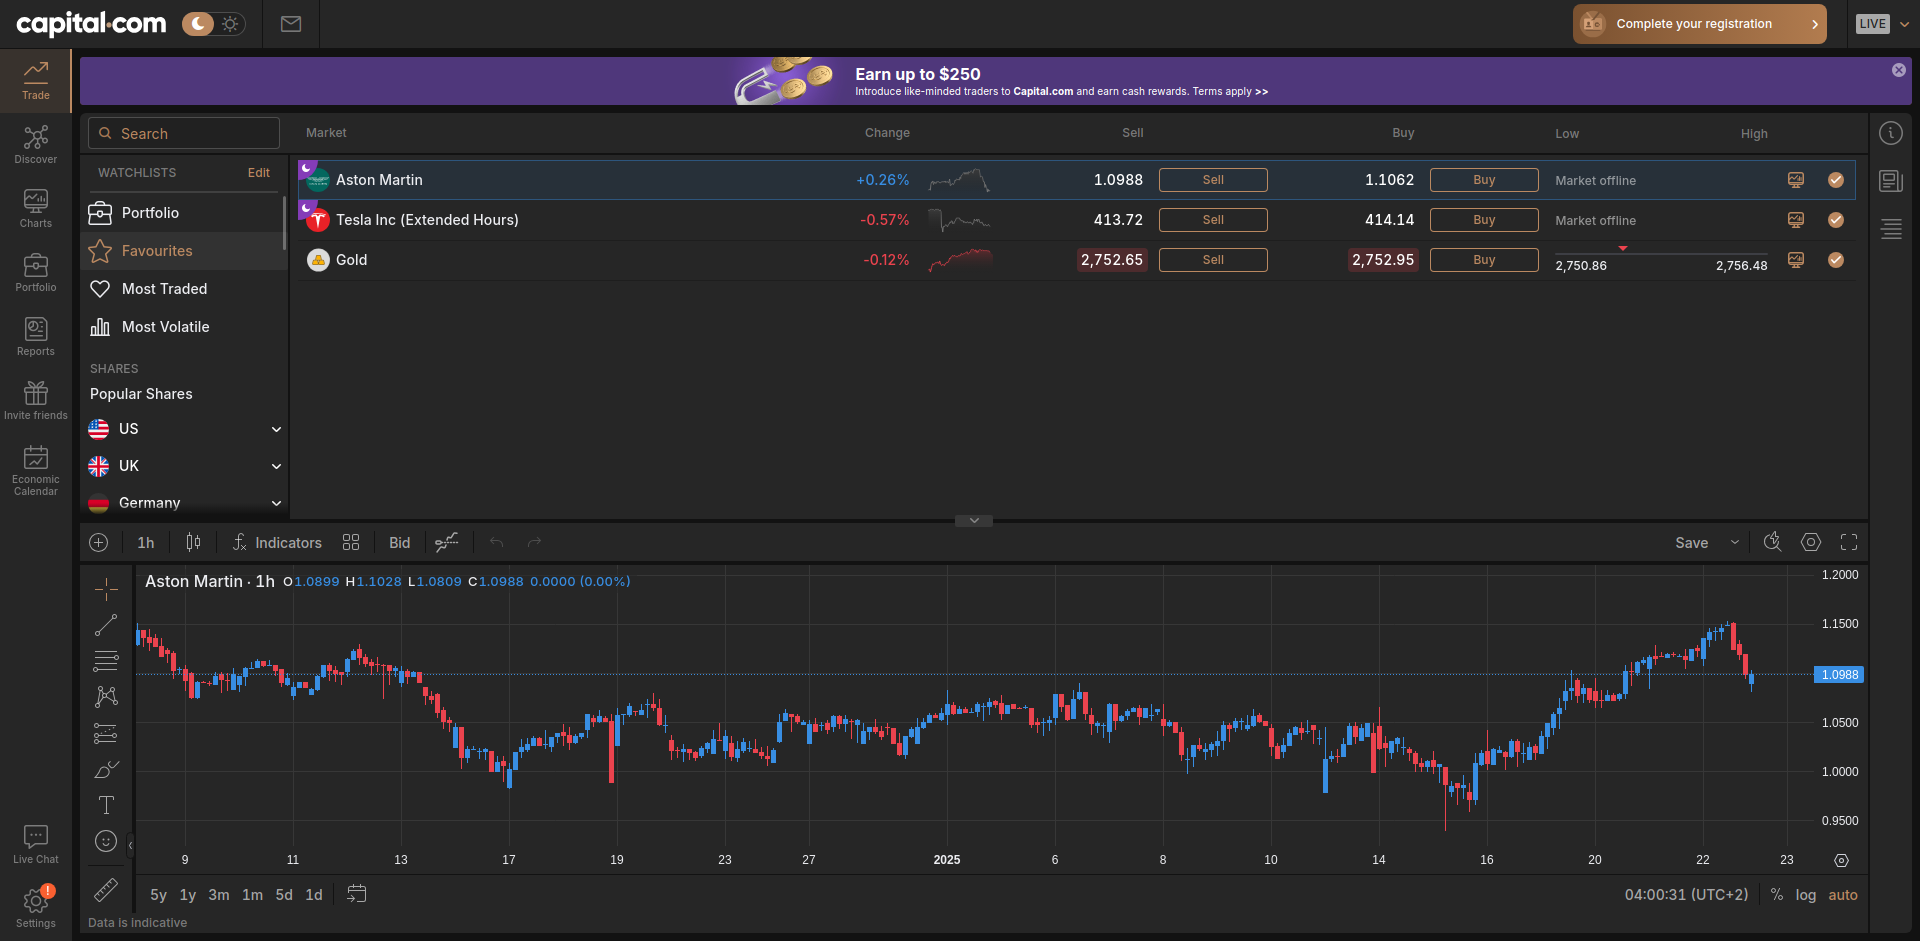 capital.com
Complete your registration
LIVE
Earn up to $250
Introduce like-minded traders to Capital.com and earn cash rewards. Terms apply >>
Trade
Discover
Charts
Portfolio
Reports
Invite friends
Economic
Calendar
Live Chat
!
Settings
Search
Market Change Sell Buy Low High
WATCHLISTS Edit
Portfolio
Favourites
Most Traded
Most Volatile
SHARES
Popular Shares
US
UK
Germany
Aston Martin +0.26% 1.0988 Sell 1.1062 Buy Market offline
Tesla Inc (Extended Hours) -0.57% 413.72 Sell 414.14 Buy Market offline
Gold -0.12% 2,752.65 Sell 2,752.95 Buy 2,750.86 2,756.48
1h Indicators Bid Save
Aston Martin · 1h O1.0899 H1.1028 L1.0809 C1.0988 0.0000 (0.00%)
1.2000
1.1500
1.0988
1.0500
1.0000
0.9500
9 11 13 17 19 23 27 2025 6 8 10 14 16 20 22 23
5y 1y 3m 1m 5d 1d 04:00:31 (UTC+2) % log auto
Data is indicative